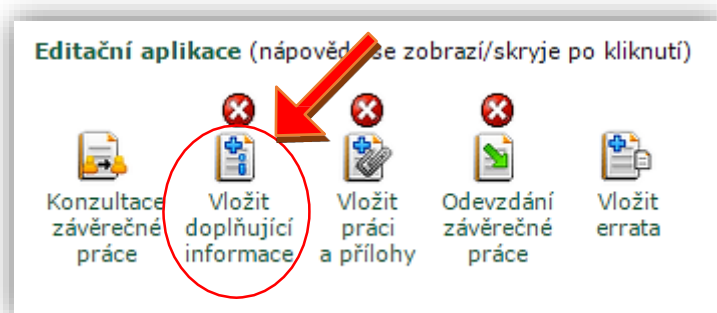 Editační aplikace (nápověda se zobrazí/skryje po kliknutí)
Konzultace závěrečné práce
Vložit doplňující informace
Vložit práci a přílohy
Odevzdání závěrečné práce
Vložit errata